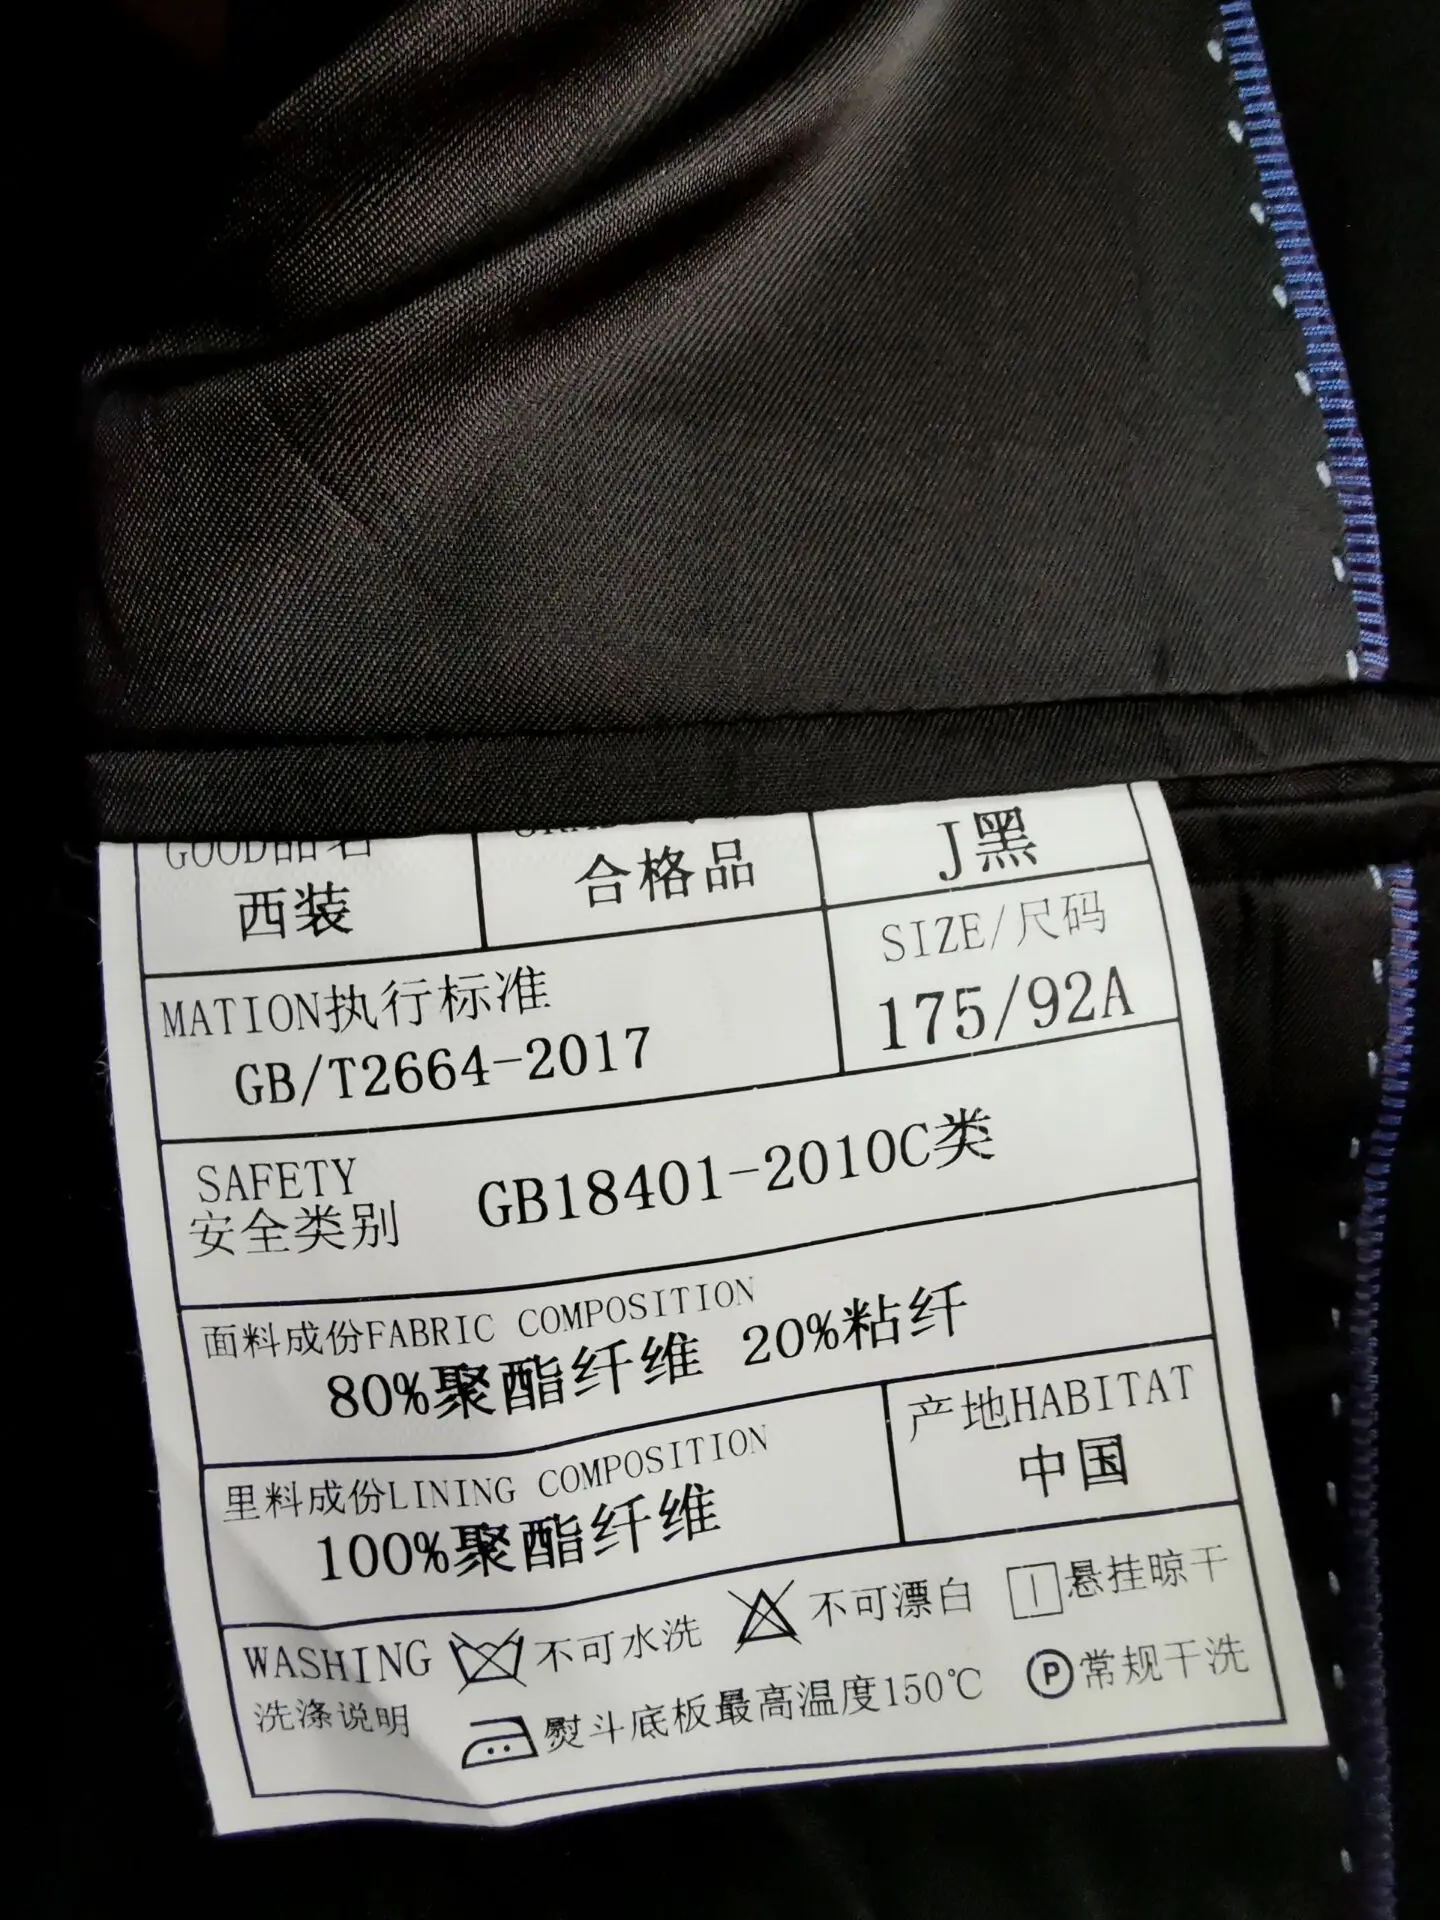 GOOD品名
西装
合格品
J黑
MATION执行标准
GB/T2664-2017
SIZE/尺码
175/92A
SAFETY
安全类别
GB18401-2010C类
面料成份FABRIC COMPOSITION
80%聚酯纤维 20%粘纤
里料成份LINING COMPOSITION
100%聚酯纤维
产地HABITAT
中国
WASHING
洗涤说明
不可水洗
不可漂白
悬挂晾干
熨斗底板最高温度150℃
P常规干洗